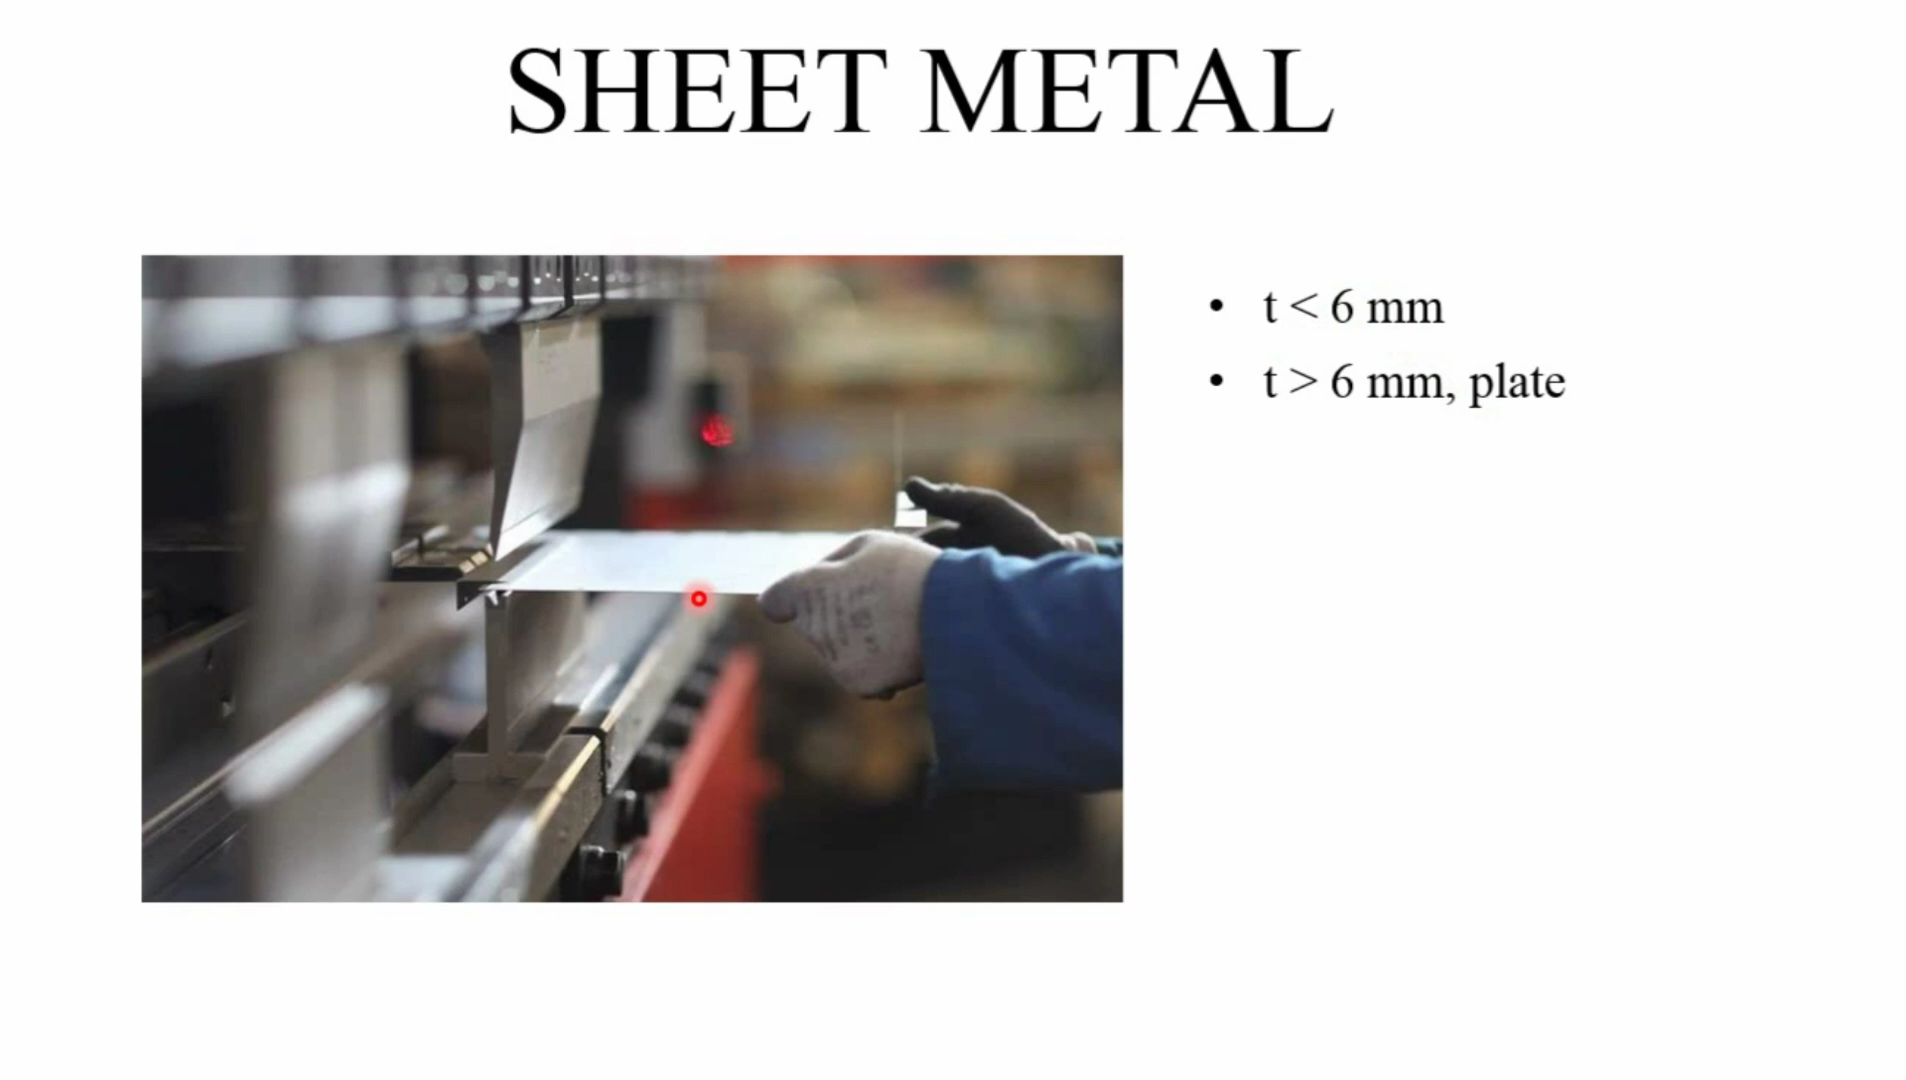 SHEET METAL
• t < 6 mm
• t > 6 mm, plate